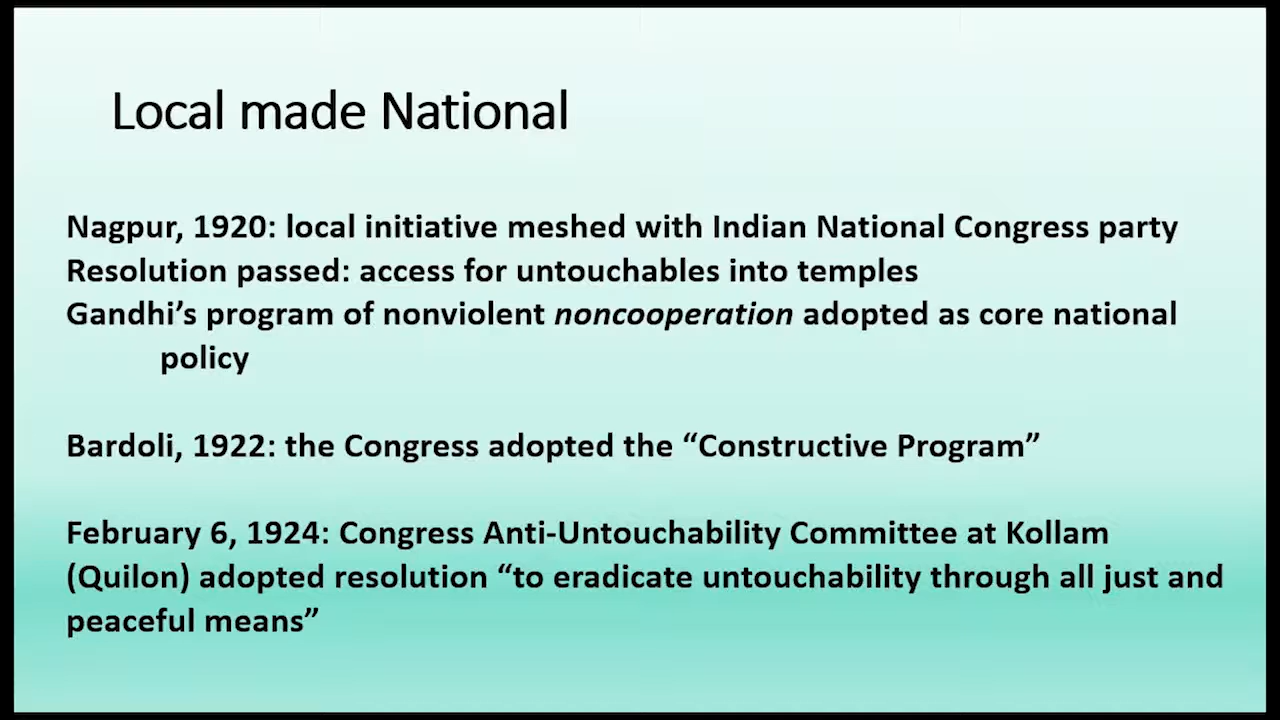 Local made National
Nagpur, 1920: local initiative meshed with Indian National Congress party
Resolution passed: access for untouchables into temples
Gandhi’s program of nonviolent noncooperation adopted as core national
policy
Bardoli, 1922: the Congress adopted the “Constructive Program”
February 6, 1924: Congress Anti-Untouchability Committee at Kollam
(Quilon) adopted resolution “to eradicate untouchability through all just and
peaceful means”